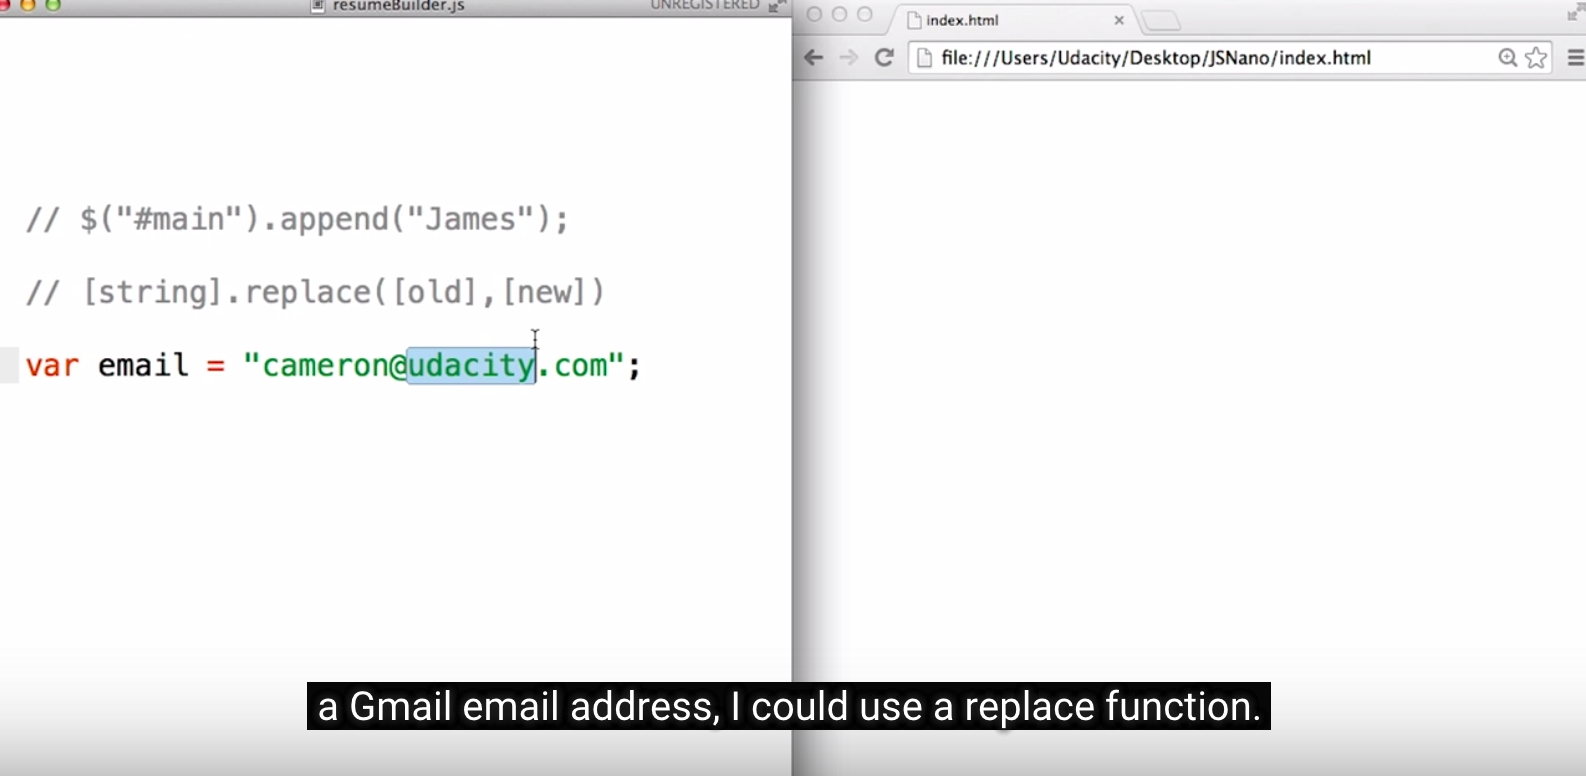 resumeBuilder.js
UNREGISTERED
index.html
file:///Users/Udacity/Desktop/JSNano/index.html
// $("#main").append("James");
// [string].replace([old],[new])
var email = "cameron@udacity.com";
a Gmail email address, I could use a replace function.